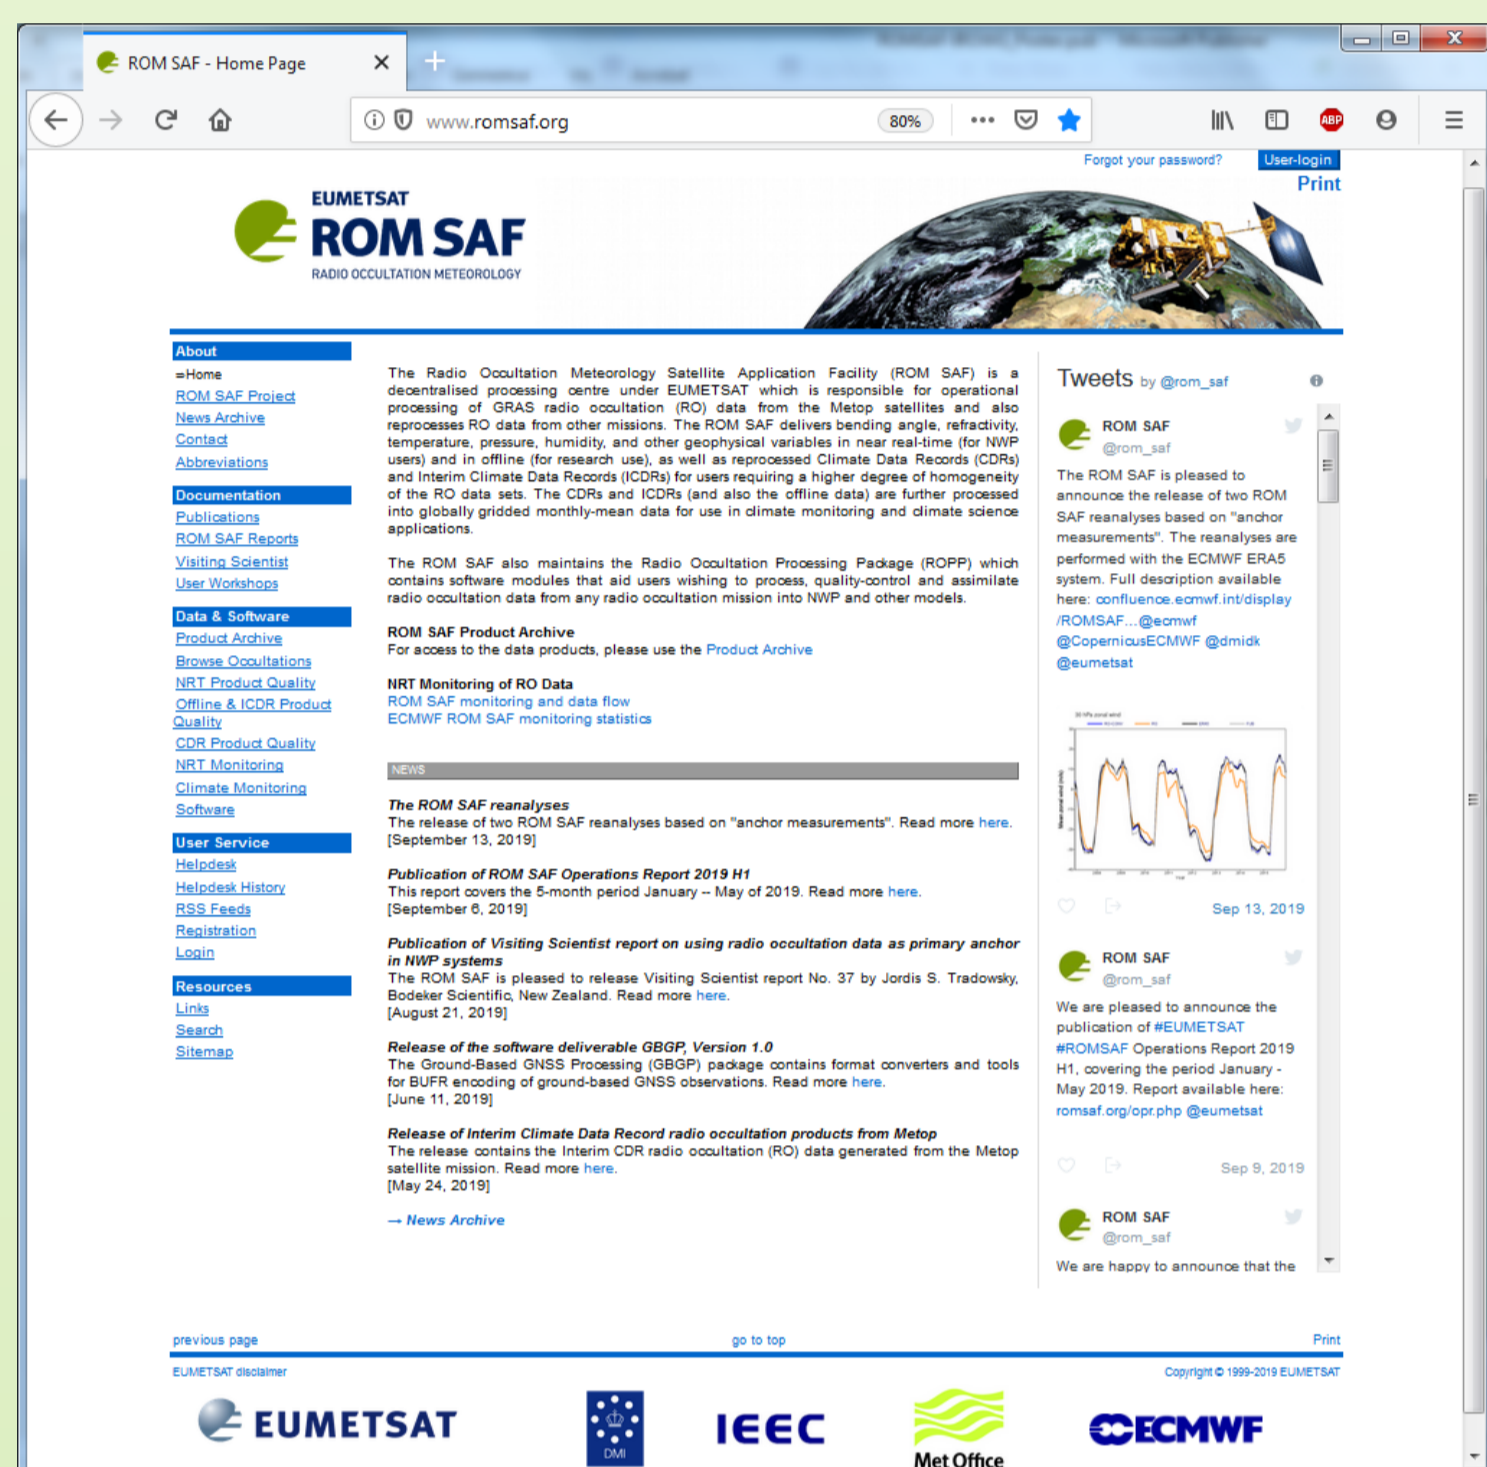 ROM SAF - Home Page
www.romsaf.org
80%
ABP
Forgot your password?
User-login
Print
EUMETSAT
ROM SAF
RADIO OCCULTATION METEOROLOGY
About
=Home
ROM SAF Project
News Archive
Contact
Abbreviations
Documentation
Publications
ROM SAF Reports
Visiting Scientist
User Workshops
Data & Software
Product Archive
Browse Occultations
NRT Product Quality
Offline & ICDR Product
Quality
CDR Product Quality
NRT Monitoring
Climate Monitoring
Software
User Service
Helpdesk
Helpdesk History
RSS Feeds
Registration
Login
Resources
Links
Search
Sitemap
The Radio Occultation Meteorology Satellite Application Facility (ROM SAF) is a
decentralised processing centre under EUMETSAT which is responsible for operational
processing of GRAS radio occultation (RO) data from the Metop satellites and also
reprocesses RO data from other missions. The ROM SAF delivers bending angle, refractivity,
temperature, pressure, humidity, and other geophysical variables in near real-time (for NWP
users) and in offline (for research use), as well as reprocessed Climate Data Records (CDRs)
and Interim Climate Data Records (ICDRs) for users requiring a higher degree of homogeneity
of the RO data sets. The CDRs and ICDRs (and also the offline data) are further processed
into globally gridded monthly-mean data for use in climate monitoring and climate science
applications.
The ROM SAF also maintains the Radio Occultation Processing Package (ROPP) which
contains software modules that aid users wishing to process, quality-control and assimilate
radio occultation data from any radio occultation mission into NWP and other models.
ROM SAF Product Archive
For access to the data products, please use the Product Archive
NRT Monitoring of RO Data
ROM SAF monitoring and data flow
ECMWF ROM SAF monitoring statistics
NEWS
The ROM SAF reanalyses
The release of two ROM SAF reanalyses based on "anchor measurements". Read more here.
[September 13, 2019]
Publication of ROM SAF Operations Report 2019 H1
This report covers the 5-month period January -- May of 2019. Read more here.
[September 6, 2019]
Publication of Visiting Scientist report on using radio occultation data as primary anchor
in NWP systems
The ROM SAF is pleased to release Visiting Scientist report No. 37 by Jordis S. Tradowsky,
Bodeker Scientific, New Zealand. Read more here.
[August 21, 2019]
Release of the software deliverable GBGP, Version 1.0
The Ground-Based GNSS Processing (GBGP) package contains format converters and tools
for BUFR encoding of ground-based GNSS observations. Read more here.
[June 11, 2019]
Release of Interim Climate Data Record radio occultation products from Metop
The release contains the Interim CDR radio occultation (RO) data generated from the Metop
satellite mission. Read more here.
[May 24, 2019]
→ News Archive
Tweets by @rom_saf
ROM SAF
@rom_saf
The ROM SAF is pleased to
announce the release of two ROM
SAF reanalyses based on "anchor
measurements". The reanalyses are
performed with the ECMWF ERA5
system. Full description available
here: confluence.ecmwf.int/display
/ROMSAF…@ecmwf
@CopernicusECMWF @dmidk
@eumetsat
30 hPa zonal wind
Mean zonal wind (m/s)
Year
Sep 13, 2019
ROM SAF
@rom_saf
We are pleased to announce the
publication of #EUMETSAT
#ROMSAF Operations Report 2019
H1, covering the period January -
May 2019. Report available here:
romsaf.org/opr.php @eumetsat
Sep 9, 2019
ROM SAF
@rom_saf
We are happy to announce that the
previous page
go to top
Print
EUMETSAT disclaimer
Copyright © 1999-2019 EUMETSAT
EUMETSAT
DMI
IEEC
Met Office
ECMWF